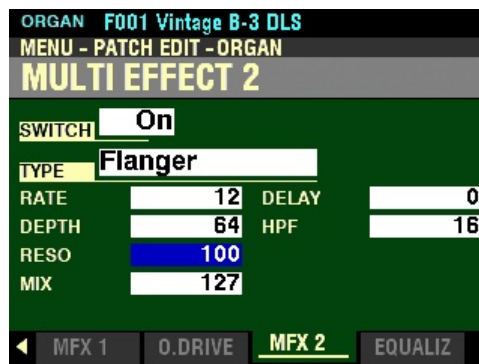 ORGAN F001 Vintage B-3 DLS
MENU - PATCH EDIT - ORGAN
MULTI EFFECT 2
SWITCH On
TYPE Flanger
RATE 12 DELAY 0
DEPTH 64 HPF 16
RESO 100
MIX 127
MFX 1 O.DRIVE MFX 2 EQUALIZ